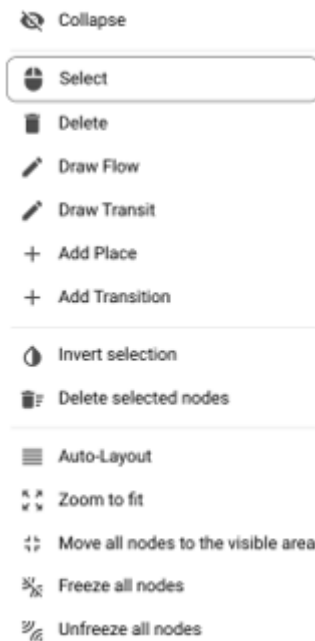 Collapse
Select
Delete
Draw Flow
Draw Transit
Add Place
Add Transition
Invert selection
Delete selected nodes
Auto-Layout
Zoom to fit
Move all nodes to the visible area
Freeze all nodes
Unfreeze all nodes